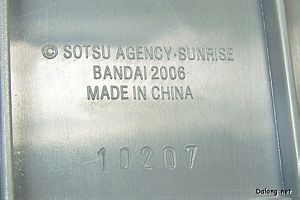 © SOTSU AGENCY·SUNRISE
BANDAI 2006
MADE IN CHINA
10207
Dalong.net